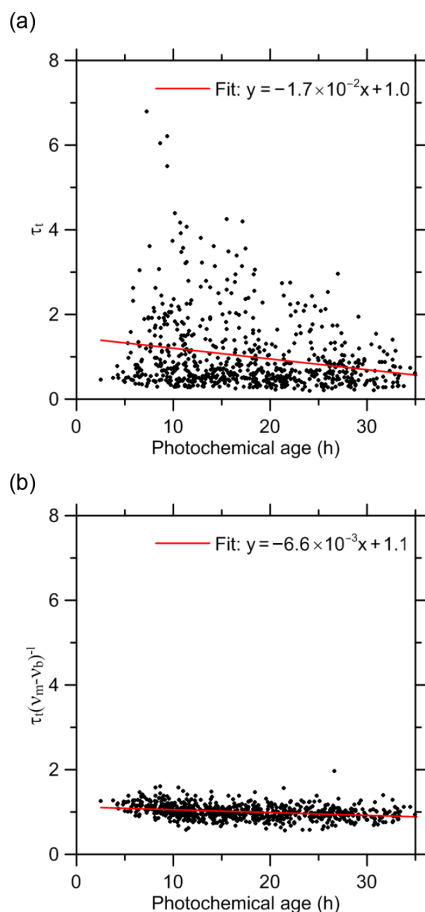 (a)
8
6
4
2
0
τt
Fit: y = −1.7×10⁻²x+1.0
0 10 20 30
Photochemical age (h)
(b)
8
6
4
2
0
τt(νm-νb)⁻¹
Fit: y = −6.6×10⁻³x+1.1
0 10 20 30
Photochemical age (h)